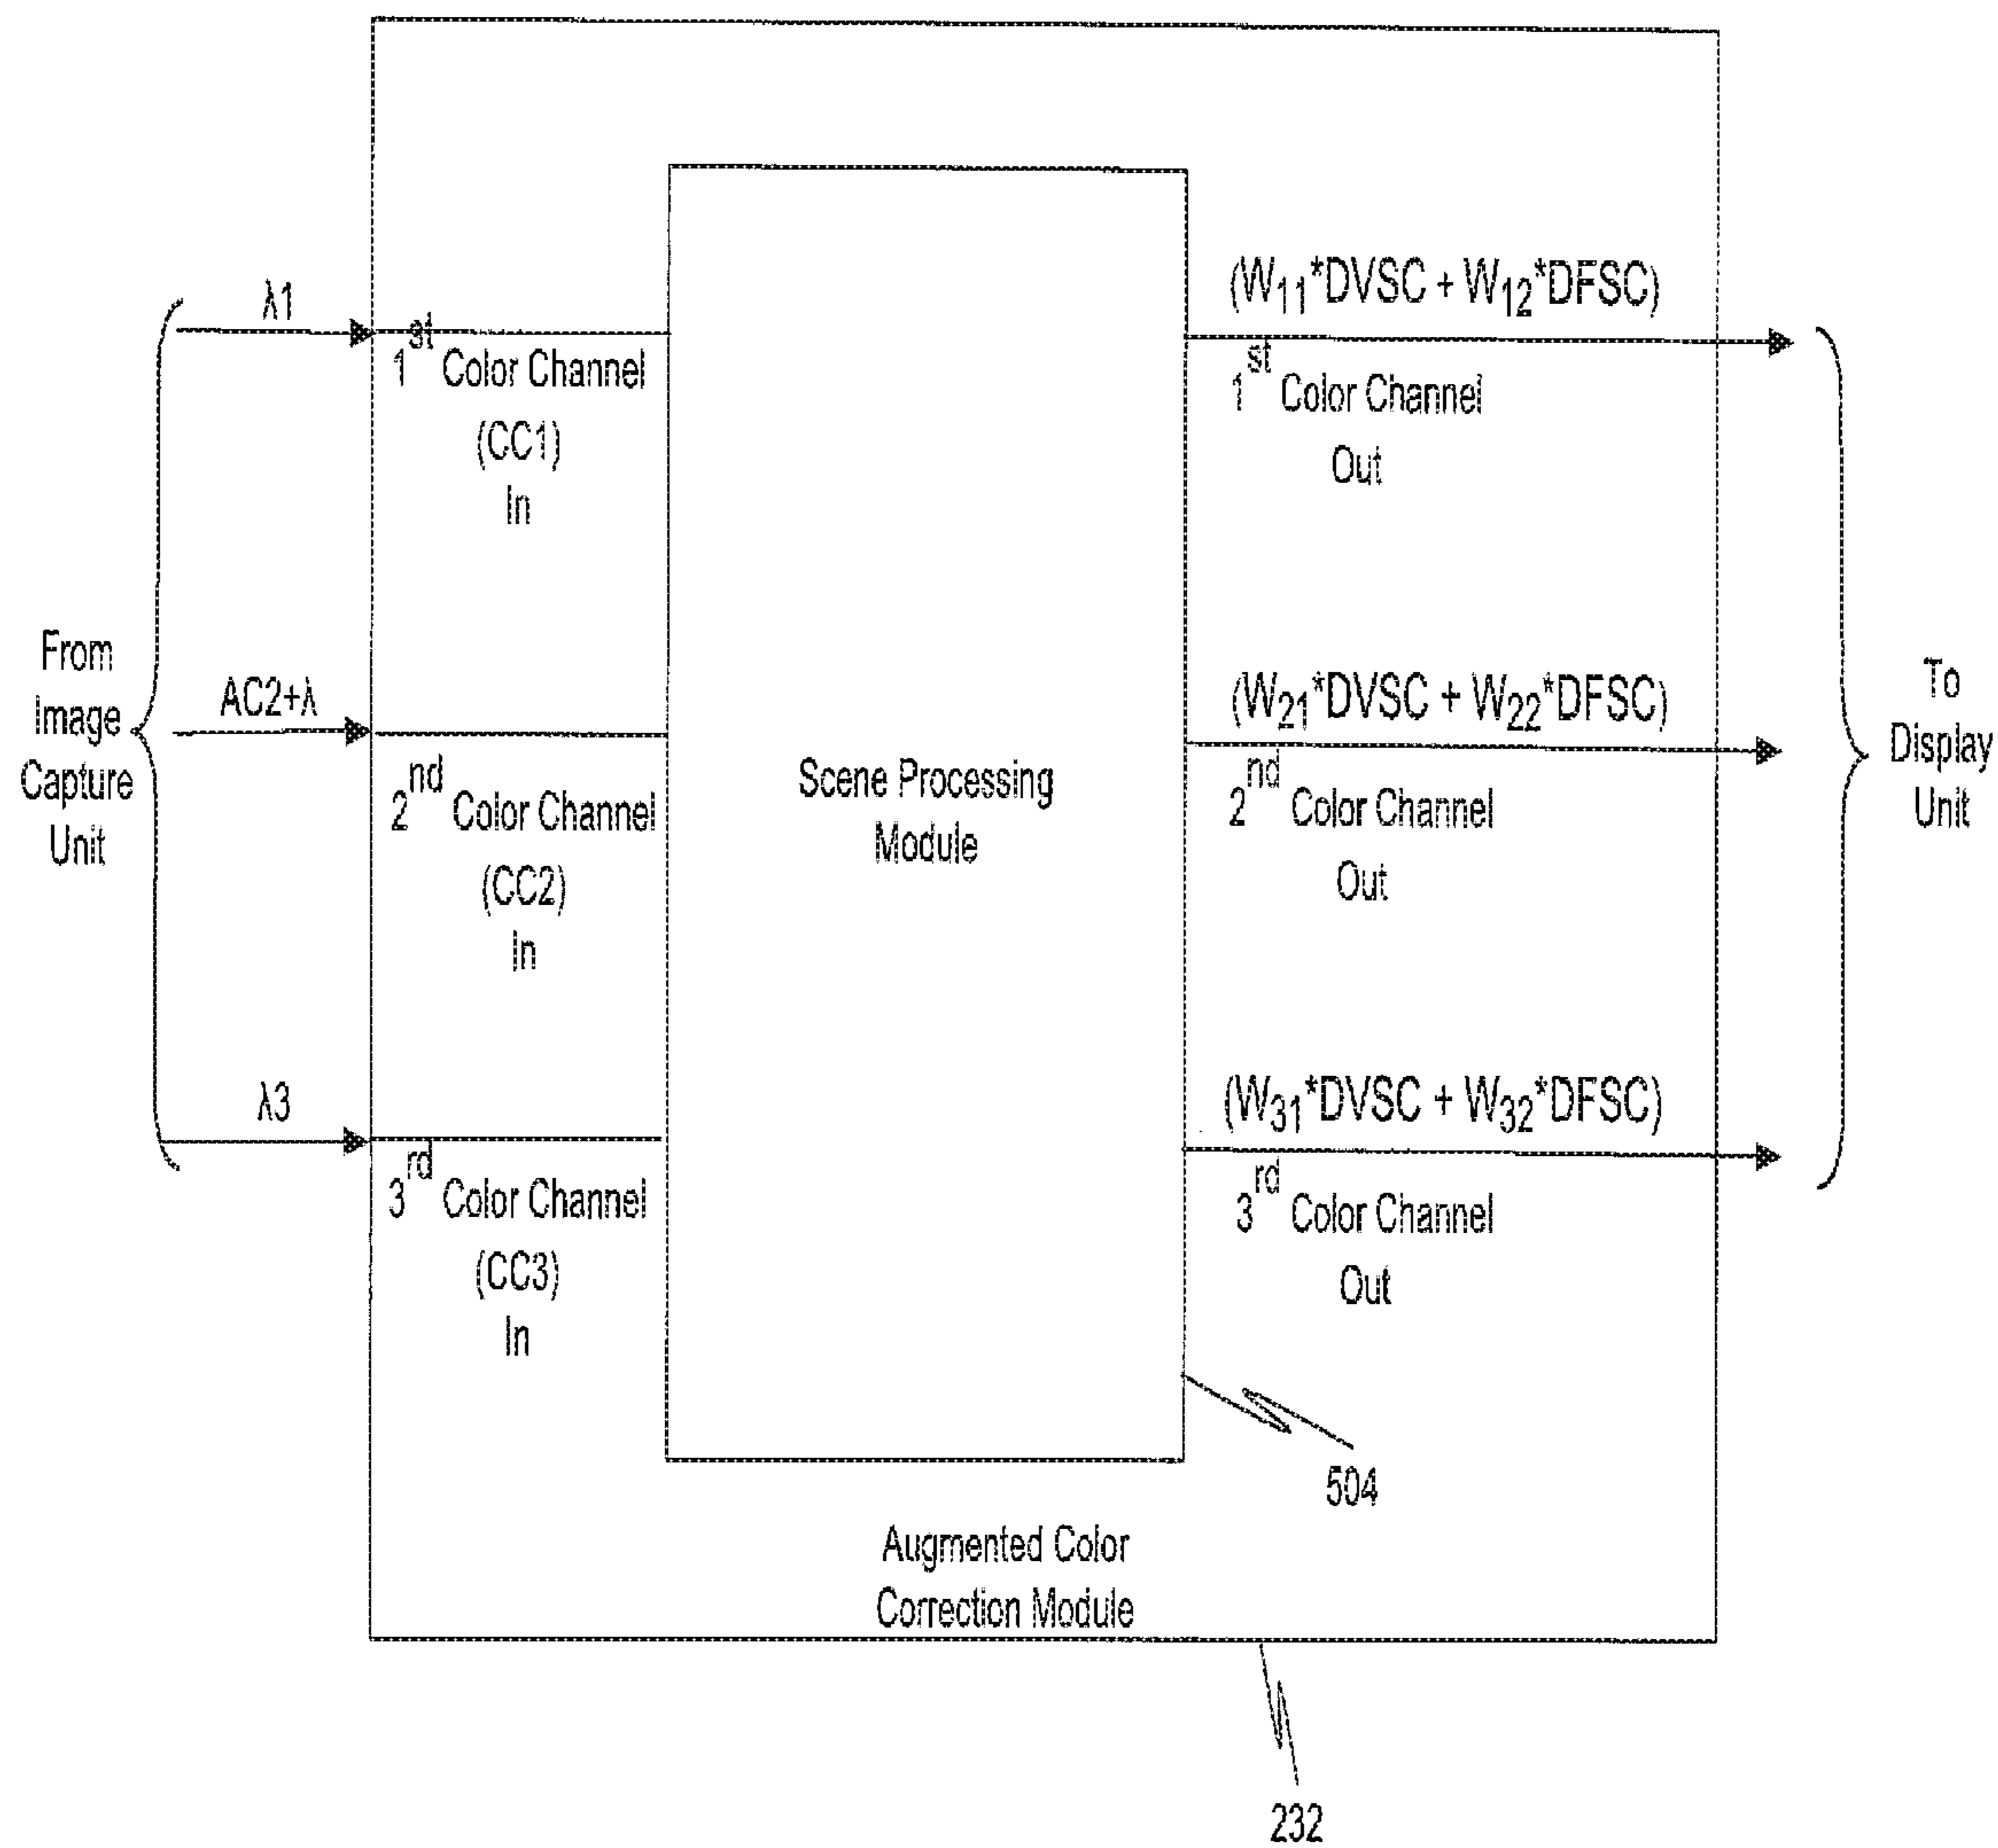 From
Image
Capture
Unit
λ1
AC2+λ
λ3
1st Color Channel
(CC1)
In
2nd Color Channel
(CC2)
In
3rd Color Channel
(CC3)
In
Scene Processing
Module
(W11*DVSC + W12*DFSC)
1st Color Channel
Out
(W21*DVSC + W22*DFSC)
2nd Color Channel
Out
(W31*DVSC + W32*DFSC)
3rd Color Channel
Out
To
Display
Unit
504
Augmented Color
Correction Module
232